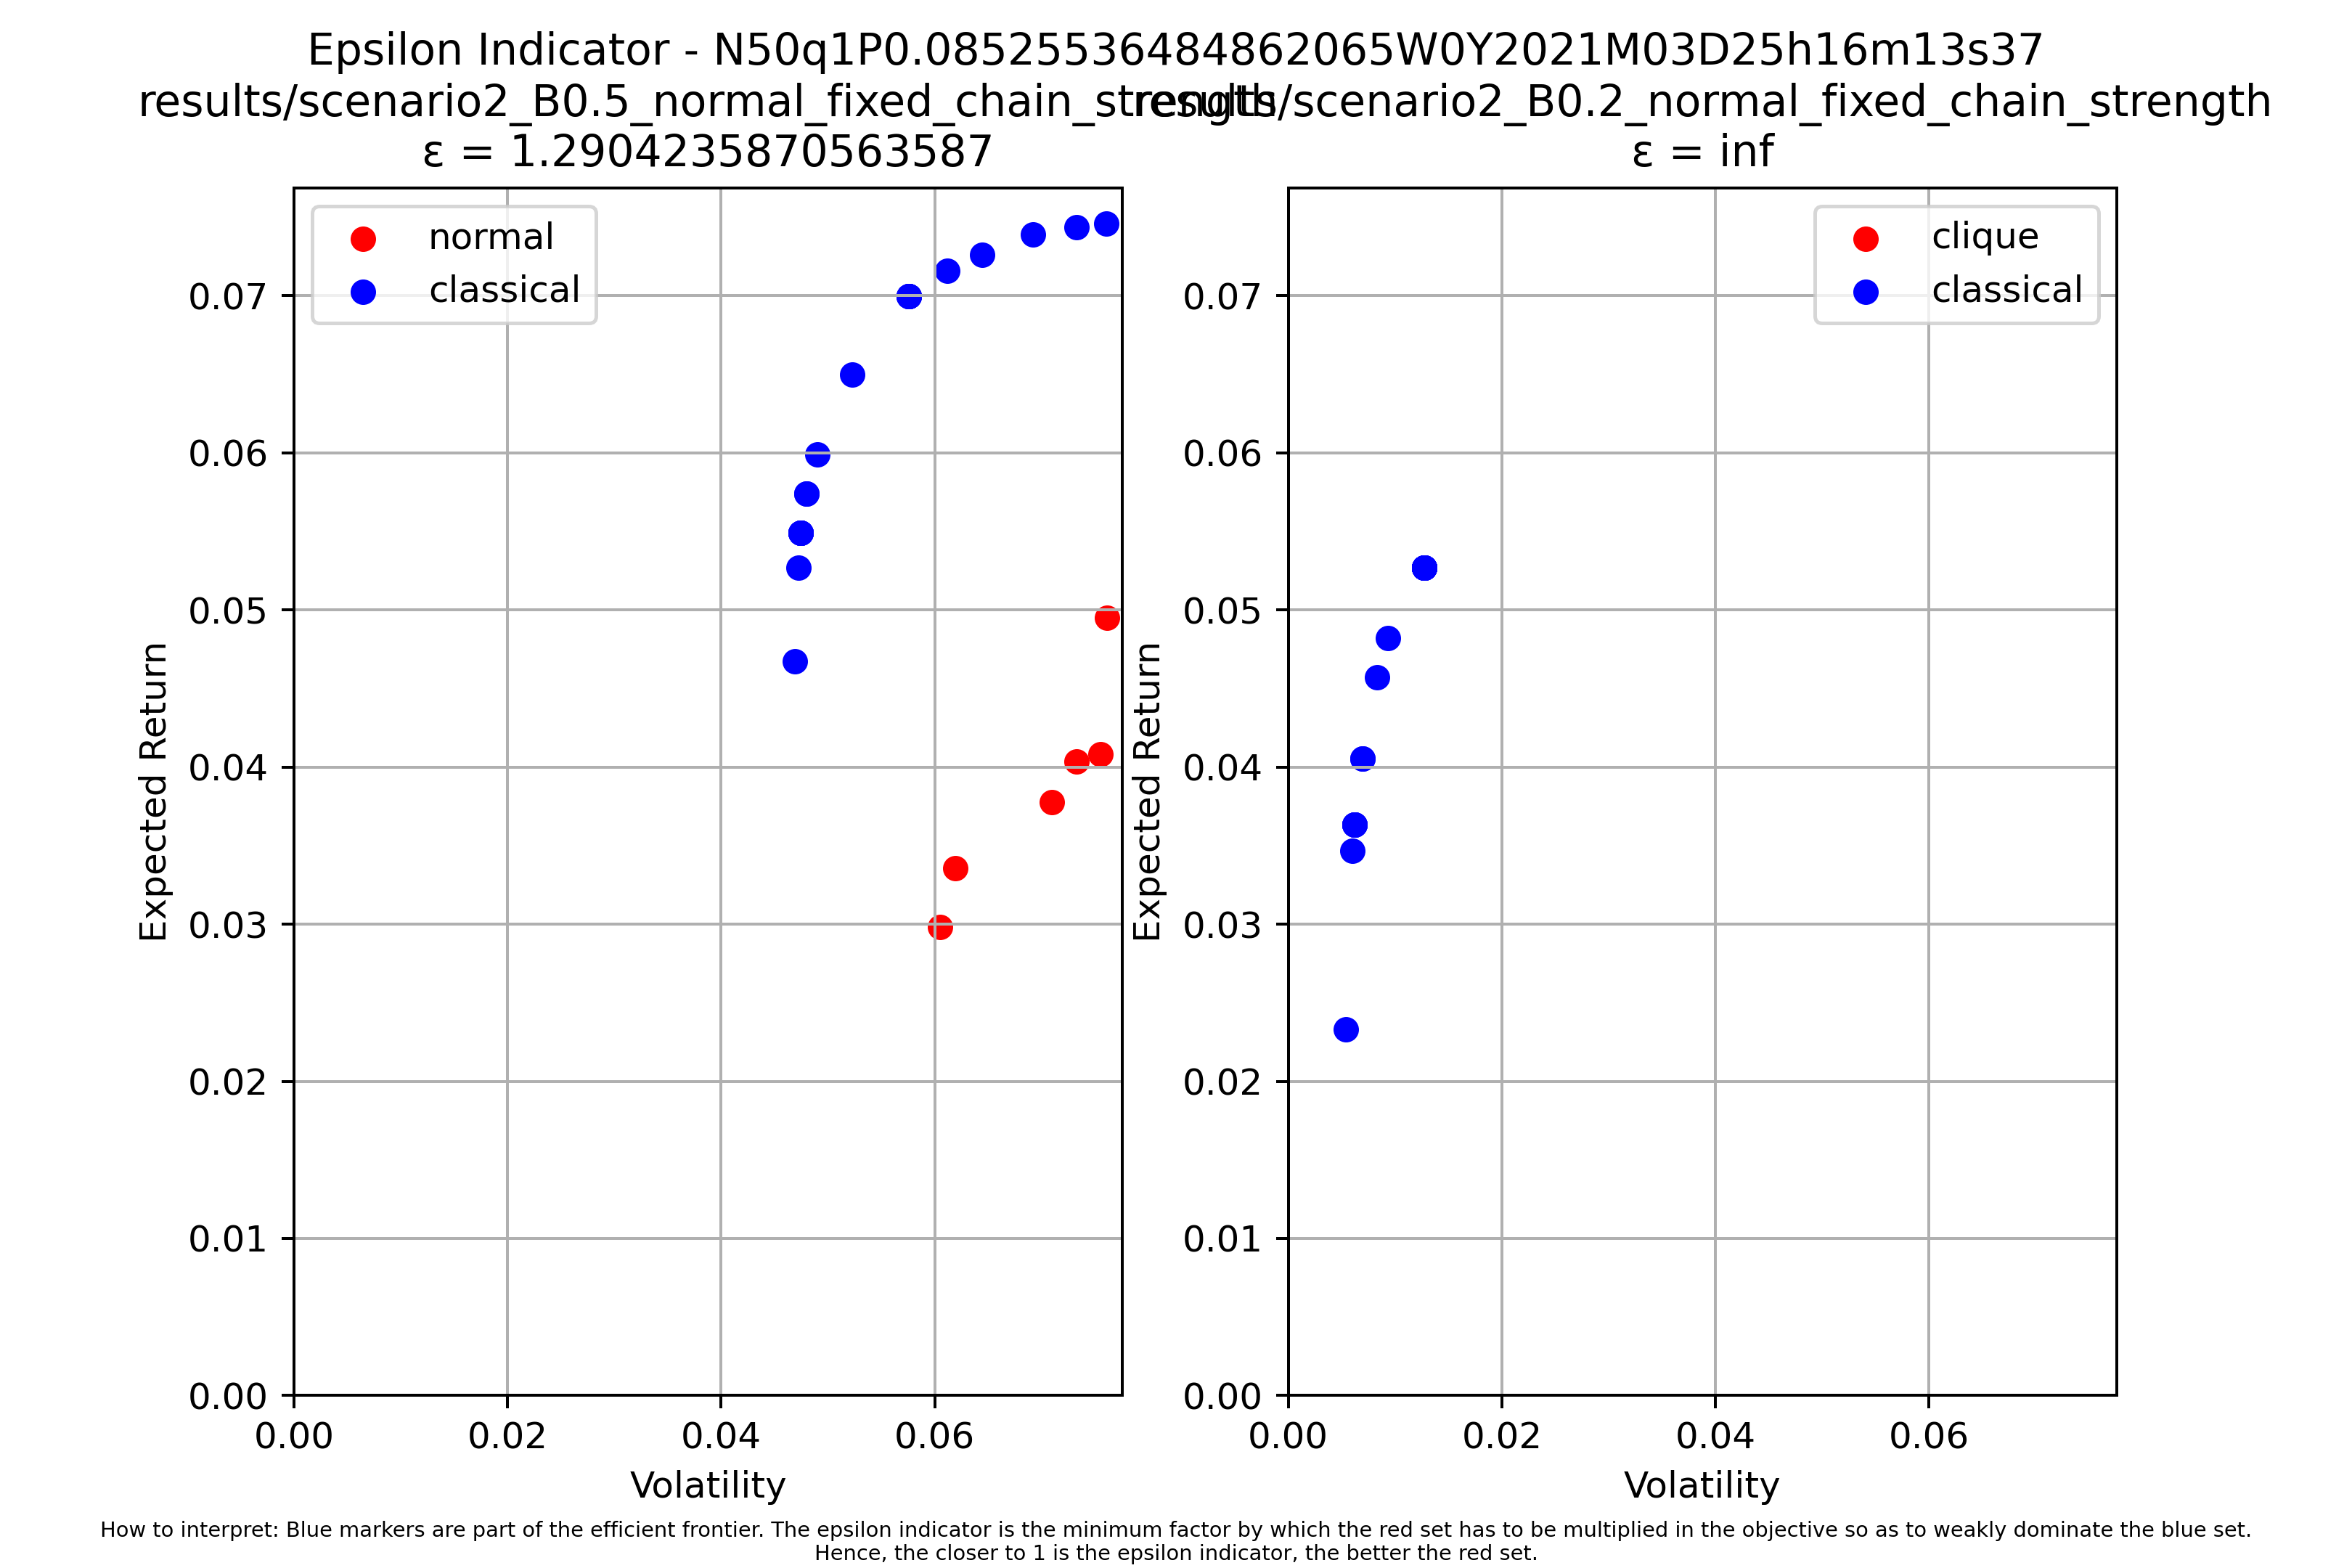 Epsilon Indicator - N50q1P0.08525536484862065W0Y2021M03D25h16m13s37
results/scenario2_B0.5_normal_fixed_chain_strength
results/scenario2_B0.2_normal_fixed_chain_strength
ε = 1.2904235870563587
ε = inf
normal
classical
0.07
0.06
0.05
0.04
0.03
0.02
0.01
0.00
Expected Return
0.00 0.02 0.04 0.06
Volatility
clique
classical
0.07
0.06
0.05
0.04
0.03
0.02
0.01
0.00
Expected Return
0.00 0.02 0.04 0.06
Volatility
How to interpret: Blue markers are part of the efficient frontier. The epsilon indicator is the minimum factor by which the red set has to be multiplied in the objective so as to weakly dominate the blue set.
Hence, the closer to 1 is the epsilon indicator, the better the red set.